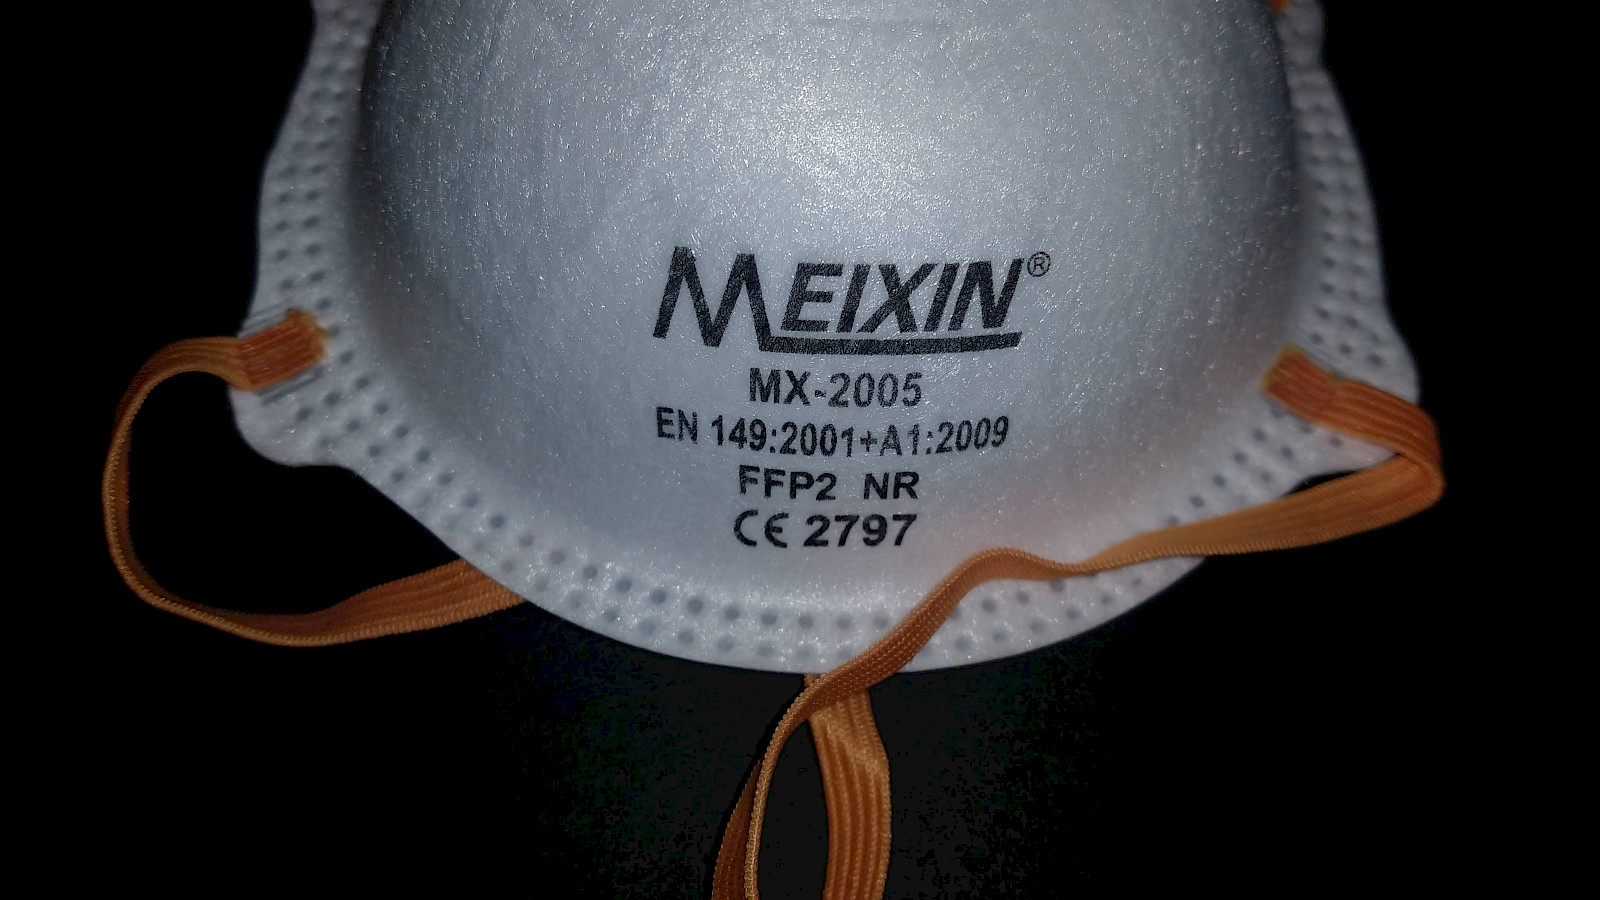 MEIXIN®
MX-2005
EN 149:2001+A1:2009
FFP2 NR
CE 2797